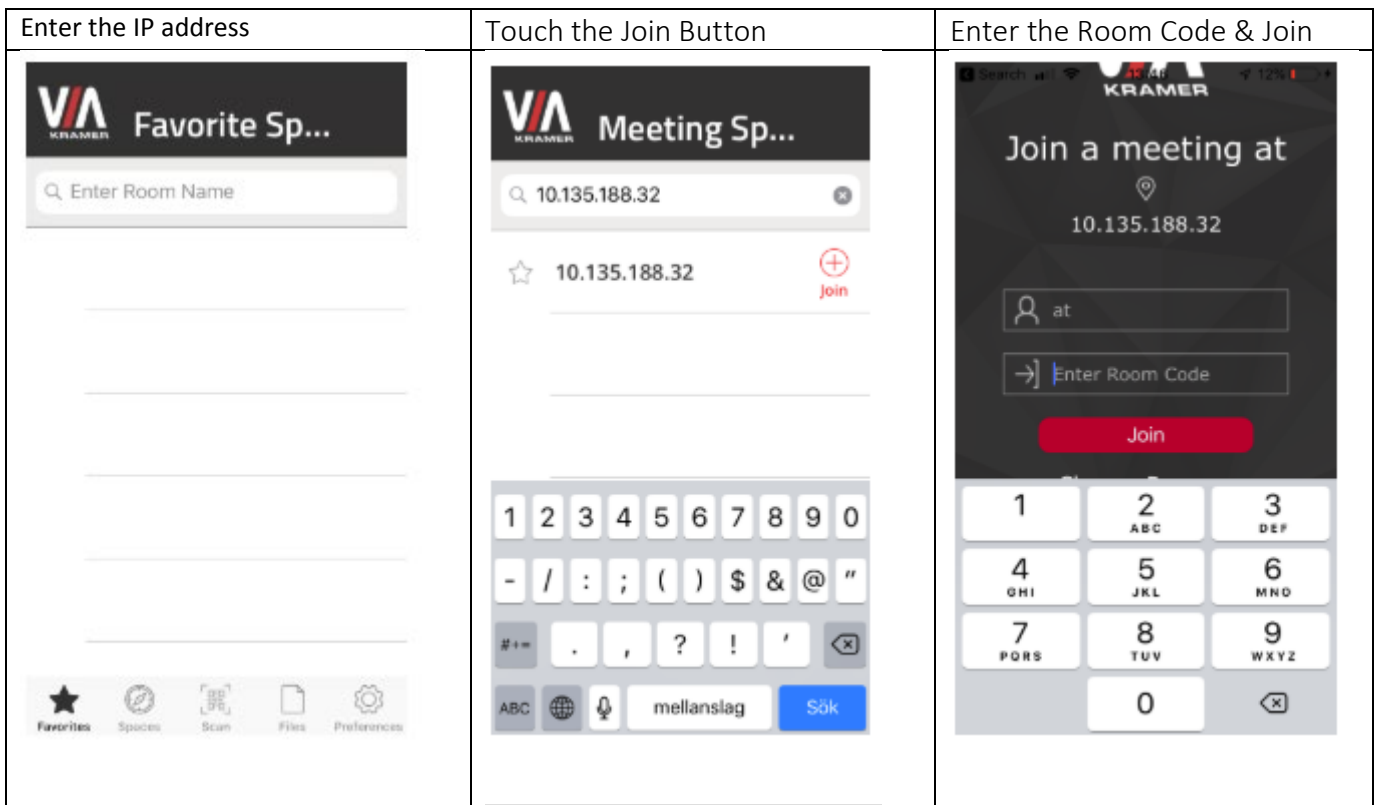 Enter the IP address
VIA
KRAMER
Favorite Sp...
Enter Room Name
Favorites
Spaces
Scan
Files
Preferences
Touch the Join Button
VIA
KRAMER
Meeting Sp...
10.135.188.32
10.135.188.32
Join
1 2 3 4 5 6 7 8 9 0
- / : ; ( ) $ & @ "
#+= . , ? ! '
ABC mellanslag Sök
Enter the Room Code & Join
Search 13:46 12%
KRAMER
Join a meeting at
10.135.188.32
at
Enter Room Code
Join
1 2 3
ABC DEF
4 5 6
GHI JKL MNO
7 8 9
PQRS TUV WXYZ
0